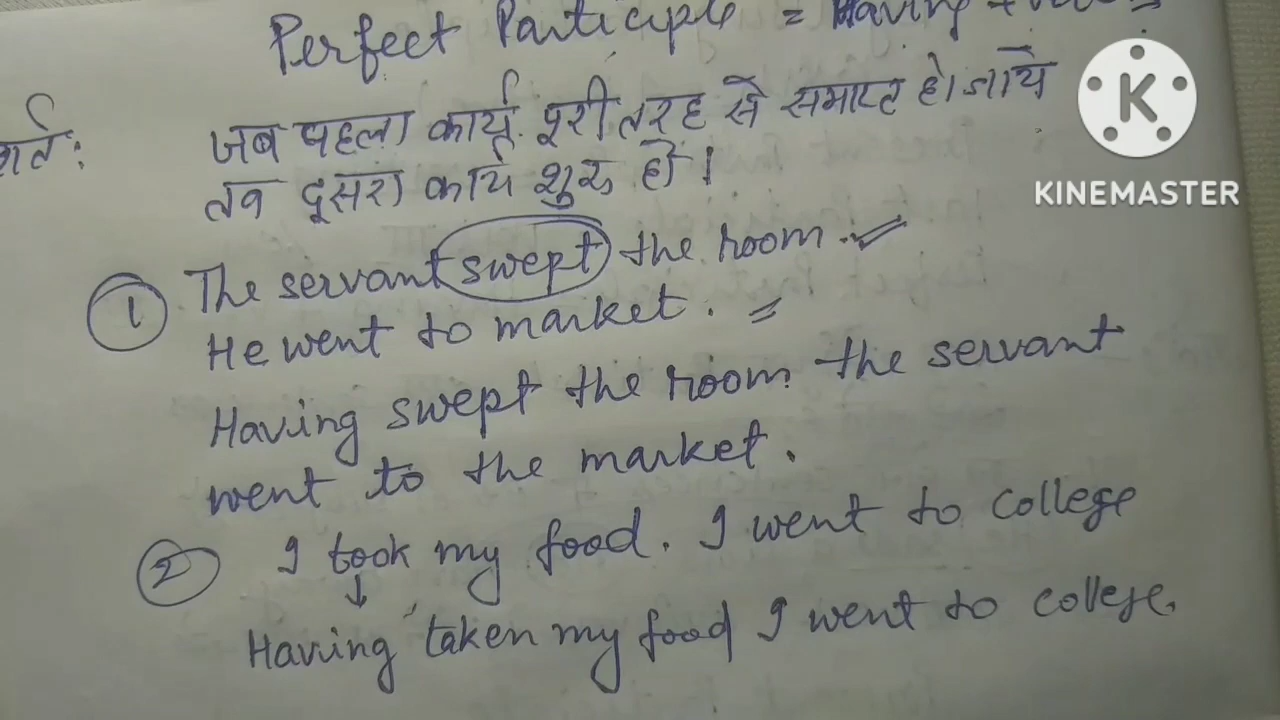 Perfect Participle = Having +
शर्त: जब पहला कार्य पूरी तरह से समाप्त हो जाये
तब दूसरा कार्य शुरू हो।
K
KINEMASTER
① The servant swept the room.
He went to market.
Having swept the room the servant
went to the market.
② I took my food. I went to college
Having taken my food I went to college.